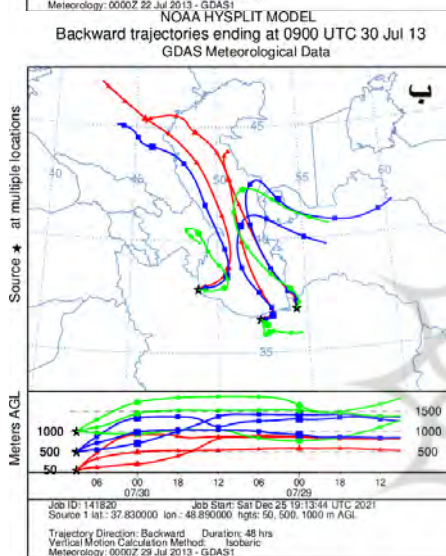 Meteorology: 0000Z 22 Jul 2013 - GDAS1
NOAA HYSPLIT MODEL
Backward trajectories ending at 0900 UTC 30 Jul 13
GDAS Meteorological Data
ج.
40
45
50
55
60
45
40
35
Source ★ at multiple locations
Meters AGL
1000
500
50
1500
1000
500
06 00 18 12 06 00 18 12
07/30 07/29
Job ID: 141820 Job Start: Sat Dec 25 19:13:44 UTC 2021
Source 1 lat.: 37.830000 lon.: 48.890000 hgts: 50, 500, 1000 m AGL
Trajectory Direction: Backward Duration: 48 hrs
Vertical Motion Calculation Method: Isobaric
Meteorology: 0000Z 29 Jul 2013 - GDAS1